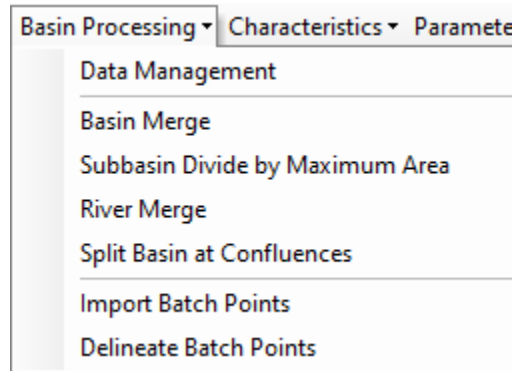 Basin Processing Characteristics Paramete
Data Management
Basin Merge
Subbasin Divide by Maximum Area
River Merge
Split Basin at Confluences
Import Batch Points
Delineate Batch Points